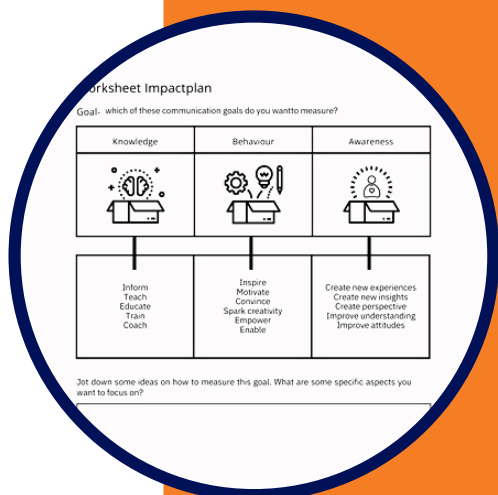 orksheet Impactplan
Goal. which of these communication goals do you wantto measure?
Knowledge
Behaviour
Awareness
Inform
Teach
Educate
Train
Coach
Inspire
Motivate
Convince
Spark creativity
Empower
Enable
Create new experiences
Create new insights
Create perspective
Improve understanding
Improve attitudes
Jot down some ideas on how to measure this goal. What are some specific aspects you
want to focus on?